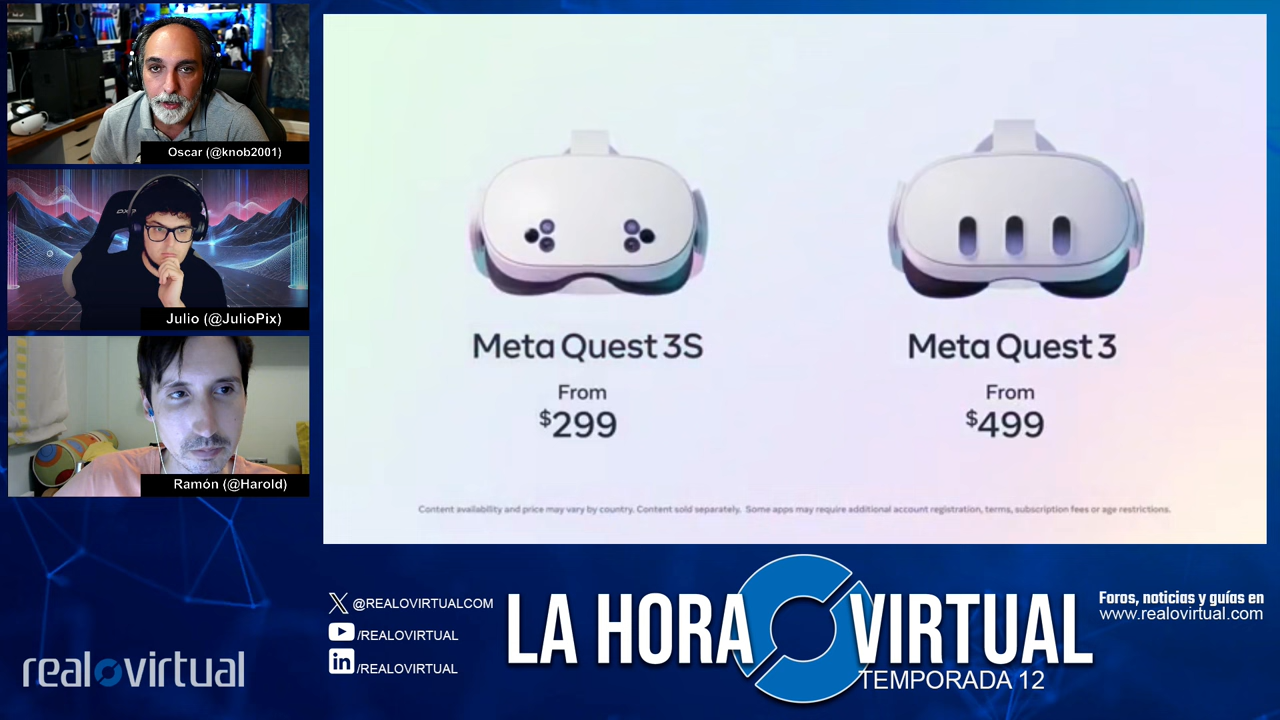 Oscar (@knob2001)
Julio (@JulioPix)
Ramón (@Harold)
Meta Quest 3S
From
$299
Meta Quest 3
From
$499
Content availability and price may vary by country. Content sold separately. Some apps may require additional account registration, terms, subscription fees or age restrictions.
@REALOVIRTUALCOM
/REALOVIRTUAL
/REALOVIRTUAL
LA HORA VIRTUAL
TEMPORADA 12
Foros, noticias y guías en
www.realovirtual.com
realovirtual